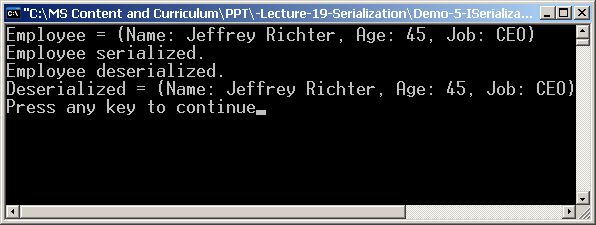 "C:\MS Content and Curriculum\PPT\-Lecture-19-Serialization\Demo-5-ISerializa...
Employee = (Name: Jeffrey Richter, Age: 45, Job: CEO)
Employee serialized.
Employee deserialized.
Deserialized = (Name: Jeffrey Richter, Age: 45, Job: CEO)
Press any key to continue_